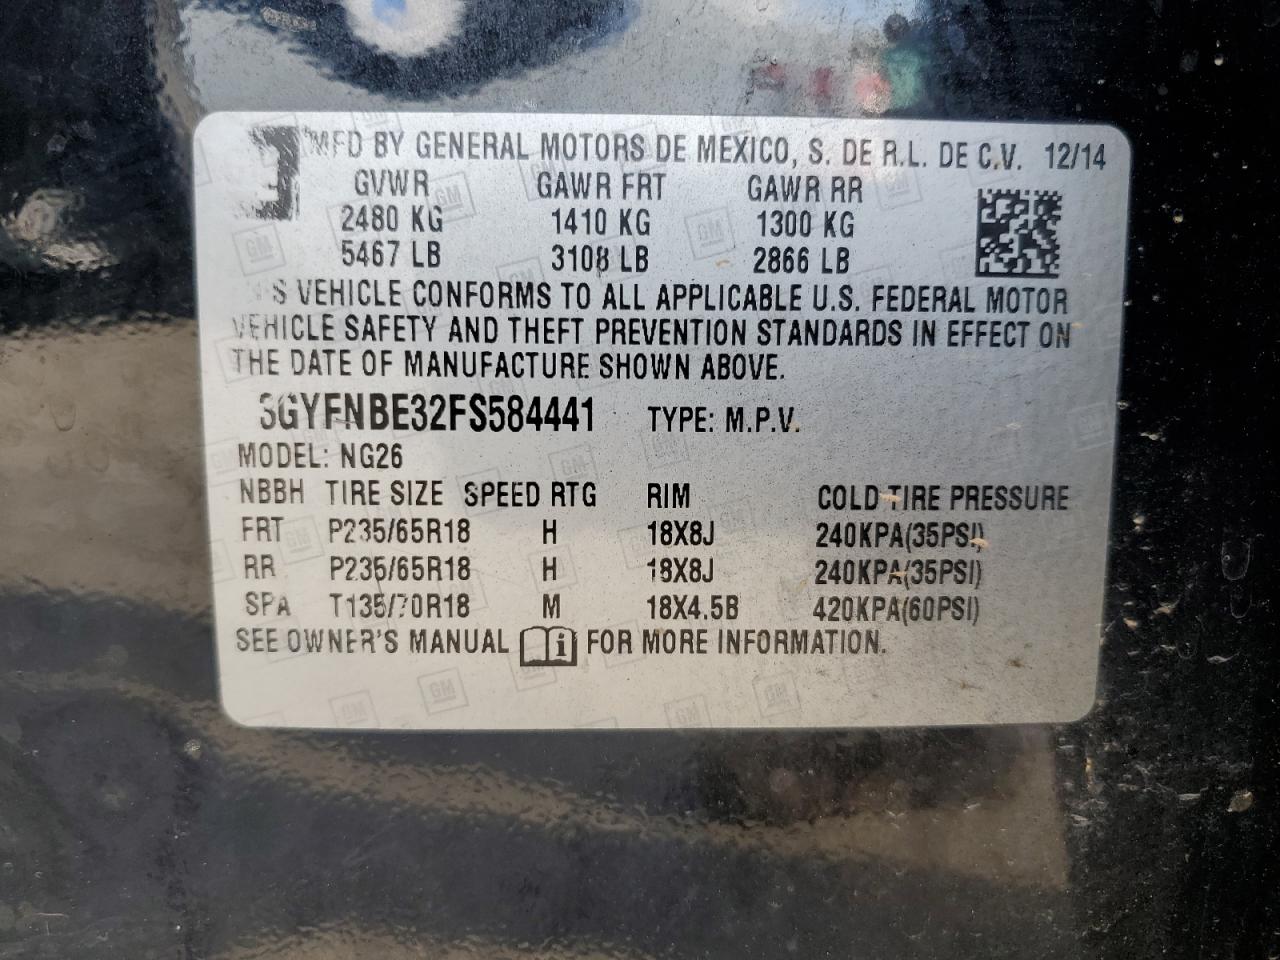 MFD BY GENERAL MOTORS DE MEXICO, S. DE R.L. DE C.V. 12/14
GVWR GAWR FRT GAWR RR
2480 KG 1410 KG 1300 KG
5467 LB 3108 LB 2866 LB
S VEHICLE CONFORMS TO ALL APPLICABLE U.S. FEDERAL MOTOR
VEHICLE SAFETY AND THEFT PREVENTION STANDARDS IN EFFECT ON
THE DATE OF MANUFACTURE SHOWN ABOVE.
3GYFNBE32FS584441 TYPE: M.P.V.
MODEL: NG26
NBBH TIRE SIZE SPEED RTG RIM COLD TIRE PRESSURE
FRT P235/65R18 H 18X8J 240KPA(35PSI)
RR P235/65R18 H 18X8J 240KPA(35PSI)
SPA T135/70R18 M 18X4.5B 420KPA(60PSI)
SEE OWNER'S MANUAL i FOR MORE INFORMATION.